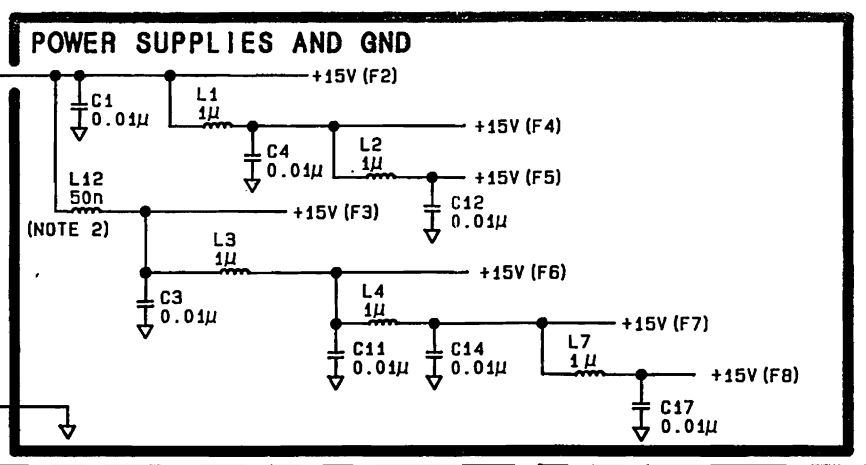 POWER SUPPLIES AND GND
+15V (F2)
C1
0.01µ
L1
1µ
+15V (F4)
C4
0.01µ
L2
1µ
+15V (F5)
C12
0.01µ
L12
50n
(NOTE 2)
+15V (F3)
L3
1µ
+15V (F6)
C3
0.01µ
L4
1µ
+15V (F7)
C11
0.01µ
C14
0.01µ
L7
1µ
+15V (F8)
C17
0.01µ